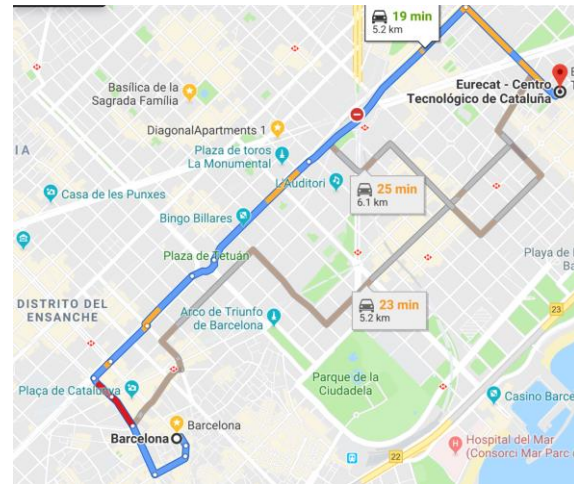 19 min
5.2 km
Eurecat - Centro
Tecnológico de Cataluña
Basílica de la
Sagrada Família
DiagonalApartments 1
Plaza de toros
La Monumental
IA
Casa de les Punxes
L'Auditori
25 min
6.1 km
Bingo Billares
Plaza de Tetuán
Playa de
DISTRITO DEL
ENSANCHE
Arco de Triunfo
de Barcelona
23 min
5.2 km
23
Parque de la
Ciudadela
Plaça de Catalunya
Casino Barce
Barcelona
Barcelona
Hospital del Mar
(Consorci Mar Parc
22